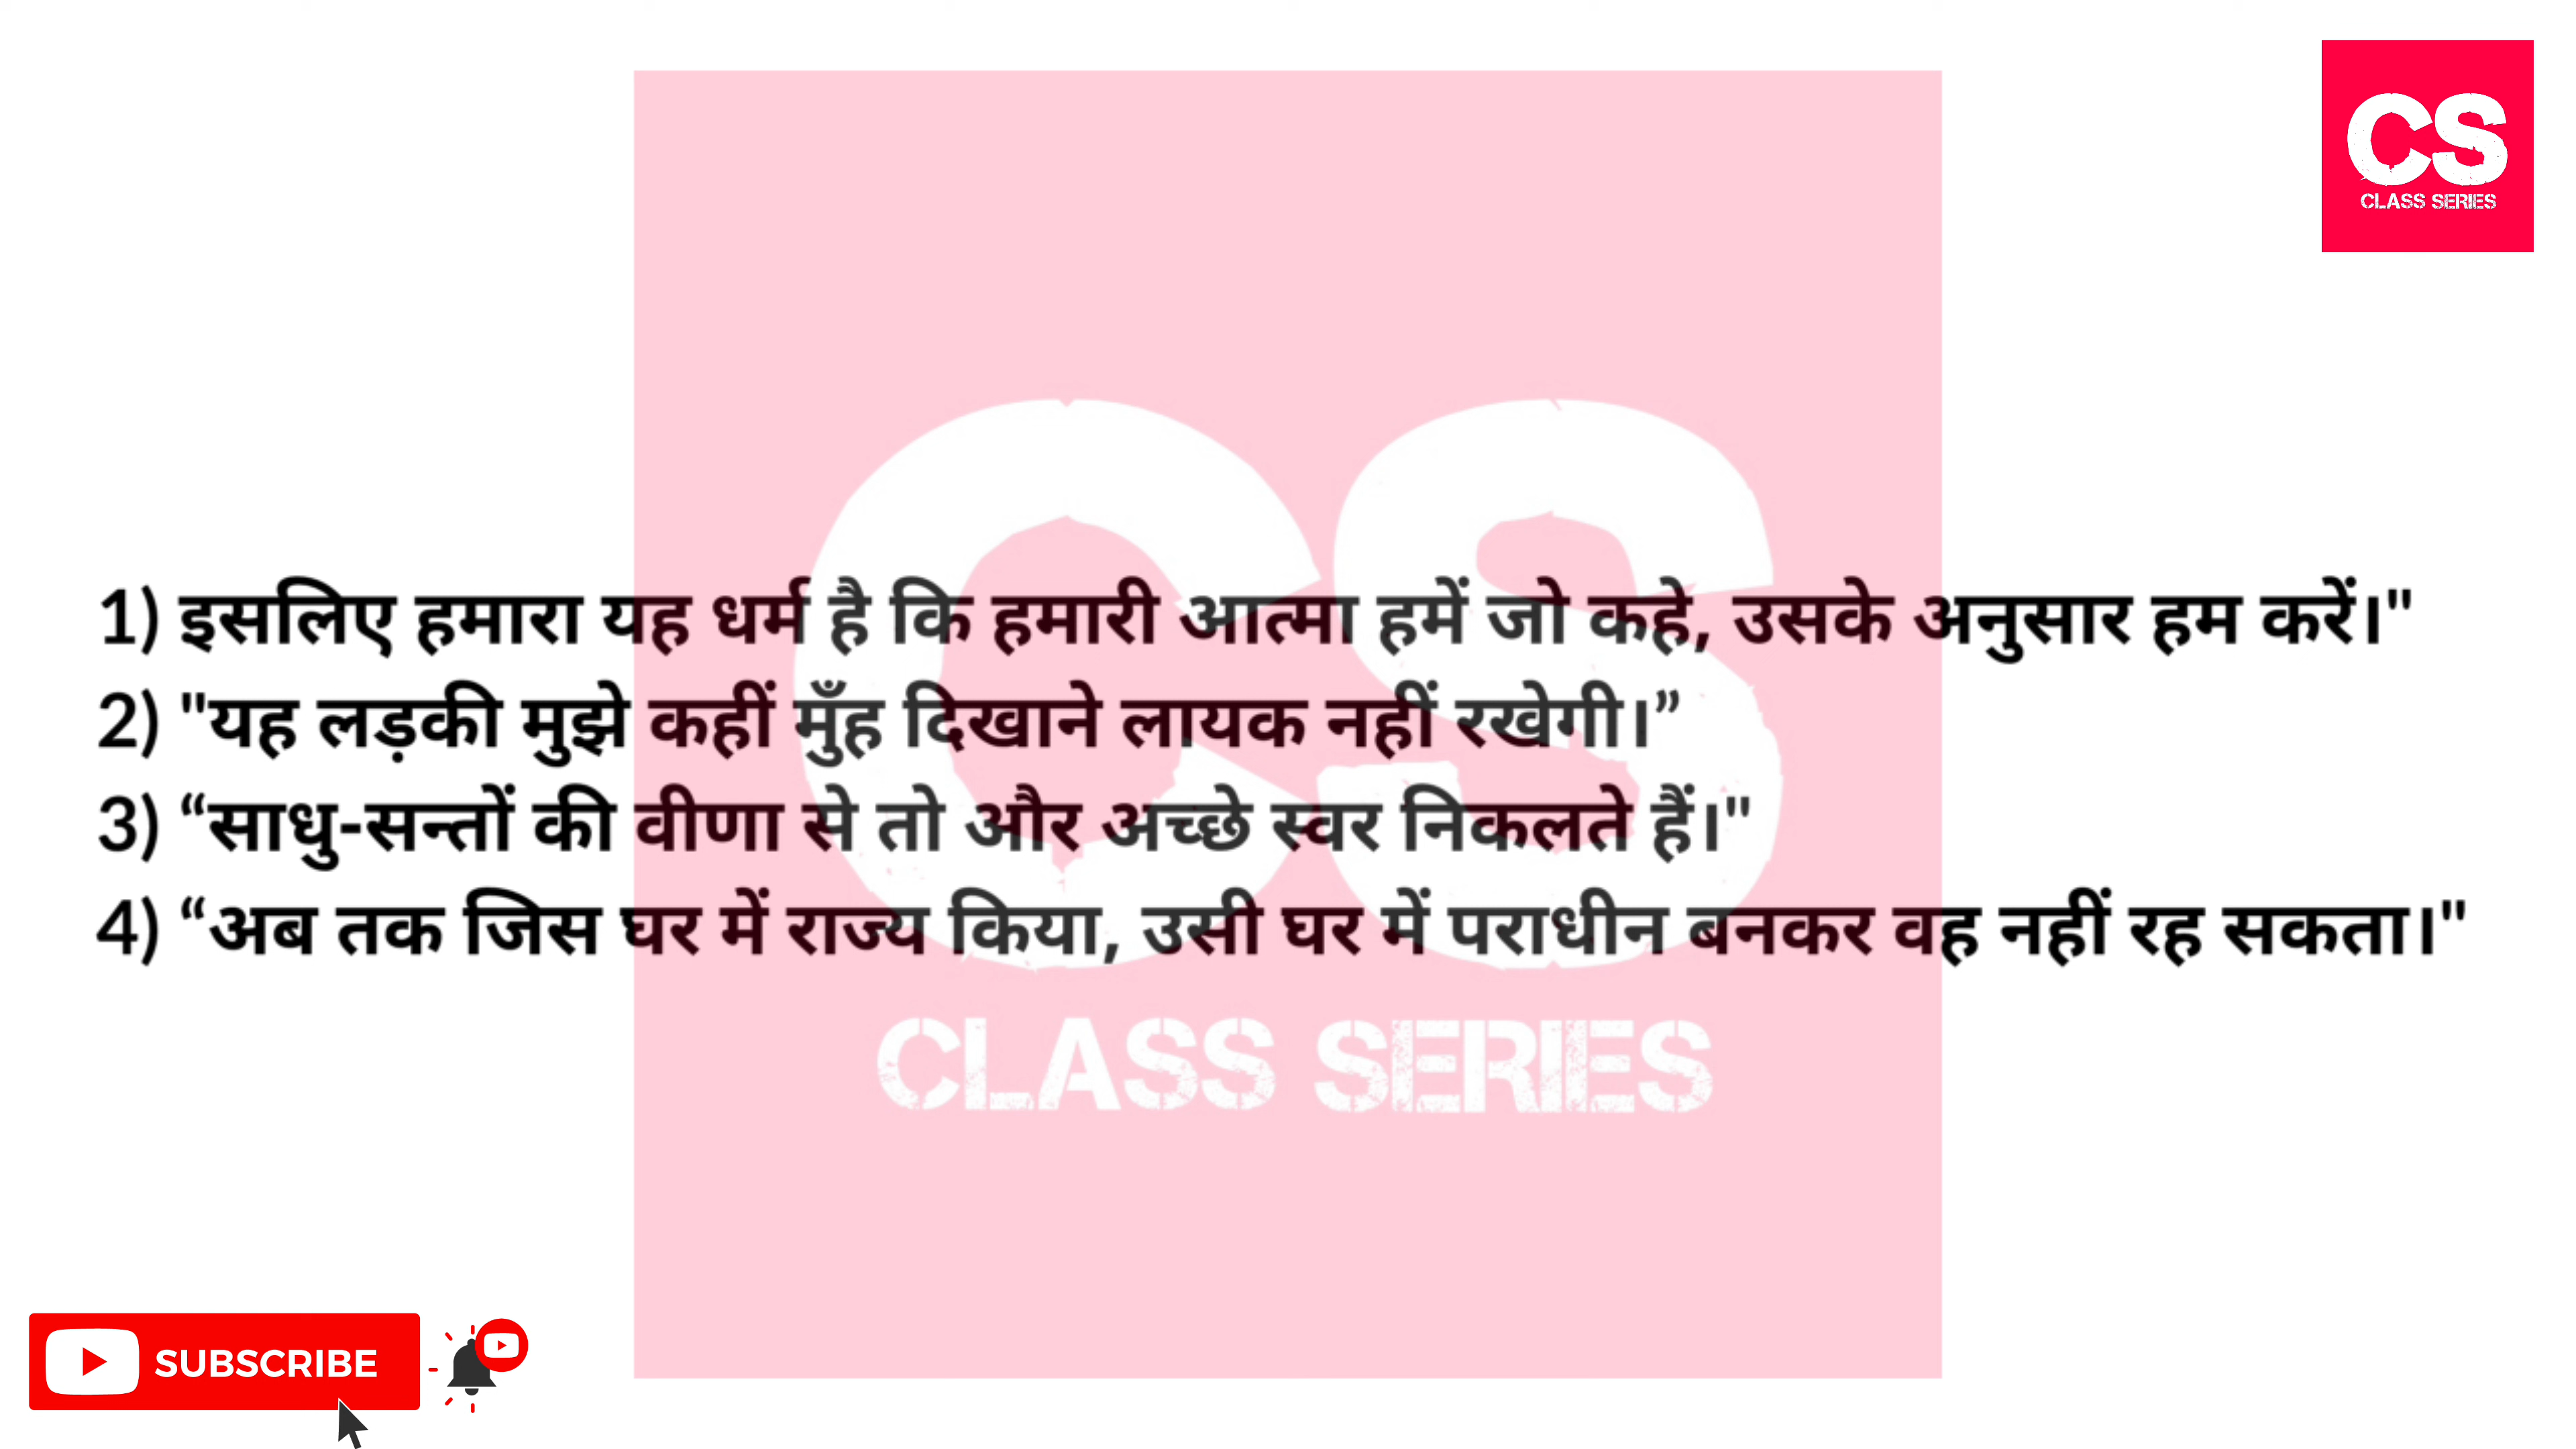 CS
CLASS SERIES
1) इसलिए हमारा यह धर्म है कि हमारी आत्मा हमें जो कहे, उसके अनुसार हम करें।"
2) "यह लड़की मुझे कहीं मुँह दिखाने लायक नहीं रखेगी।”
3) “साधु-सन्तों की वीणा से तो और अच्छे स्वर निकलते हैं।"
4) “अब तक जिस घर में राज्य किया, उसी घर में पराधीन बनकर वह नहीं रह सकता।"
CS
CLASS SERIES
SUBSCRIBE